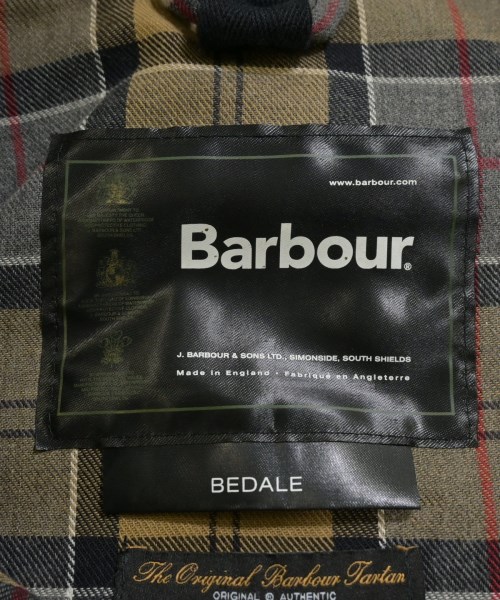 www.barbour.com
Barbour®
J. BARBOUR & SONS LTD., SIMONSIDE, SOUTH SHIELDS
Made in England · Fabriqué en Angleterre
BEDALE
The Original Barbour Tartan
ORIGINAL & AUTHENTIC